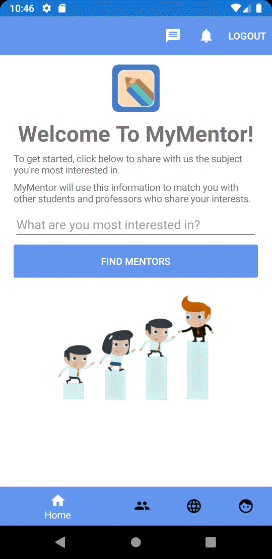 10:46
LOGOUT
Welcome To MyMentor!
To get started, click below to share with us the subject
you're most interested in.
MyMentor will use this information to match you with
other students and professors who share your interests.
What are you most interested in?
FIND MENTORS
Home